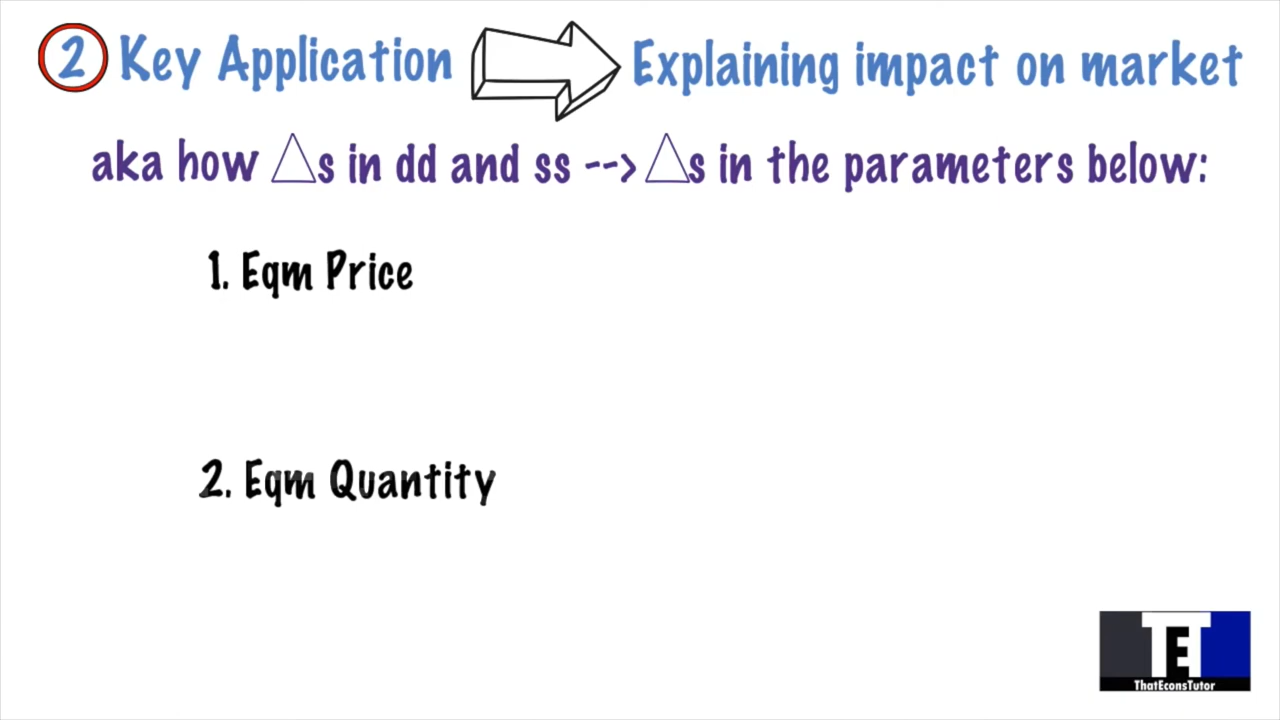 2 Key Application Explaining impact on market
aka how △s in dd and ss --> △s in the parameters below:
1. Eqm Price
2. Eqm Quantity
TET
ThatEconsTutor